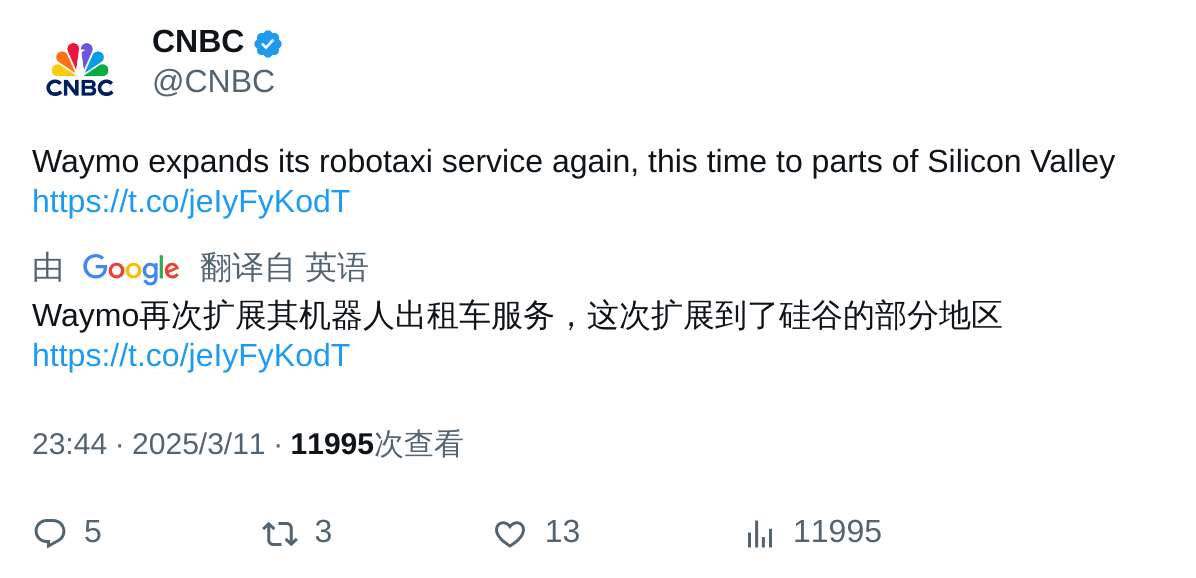 CNBC
CNBC
@CNBC
Waymo expands its robotaxi service again, this time to parts of Silicon Valley
https://t.co/jeIyFyKodT
由 Google 翻译自 英语
Waymo再次扩展其机器人出租车服务，这次扩展到了硅谷的部分地区
https://t.co/jeIyFyKodT
23:44 · 2025/3/11 · 11995次查看
5 3 13 11995